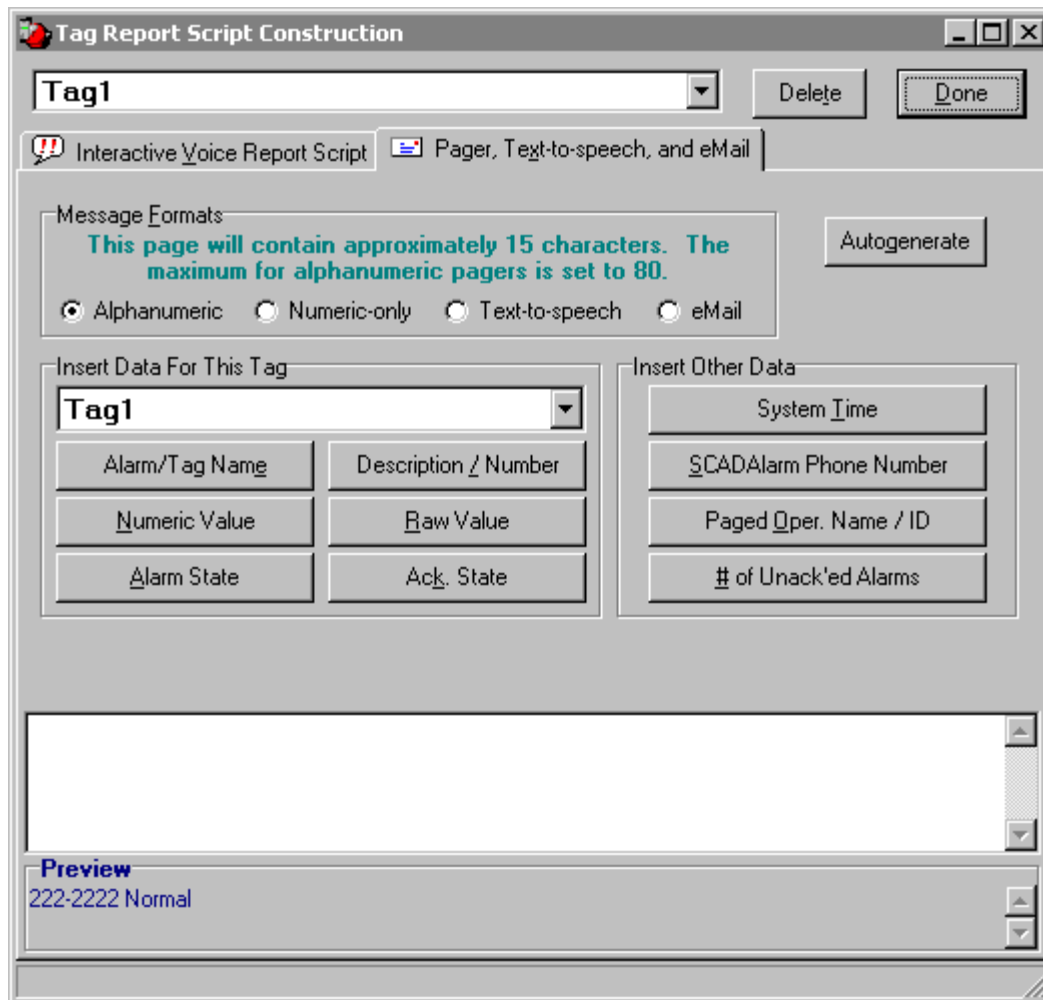 Tag Report Script Construction
Tag1
Delete
Done
Interactive Voice Report Script
Pager, Text-to-speech, and eMail
Message Formats
This page will contain approximately 15 characters. The
maximum for alphanumeric pagers is set to 80.
Autogenerate
Alphanumeric
Numeric-only
Text-to-speech
eMail
Insert Data For This Tag
Insert Other Data
Tag1
System Time
Alarm/Tag Name
Description / Number
SCADAlarm Phone Number
Numeric Value
Raw Value
Paged Oper. Name / ID
Alarm State
Ack. State
# of Unack'ed Alarms
Preview
222-2222 Normal